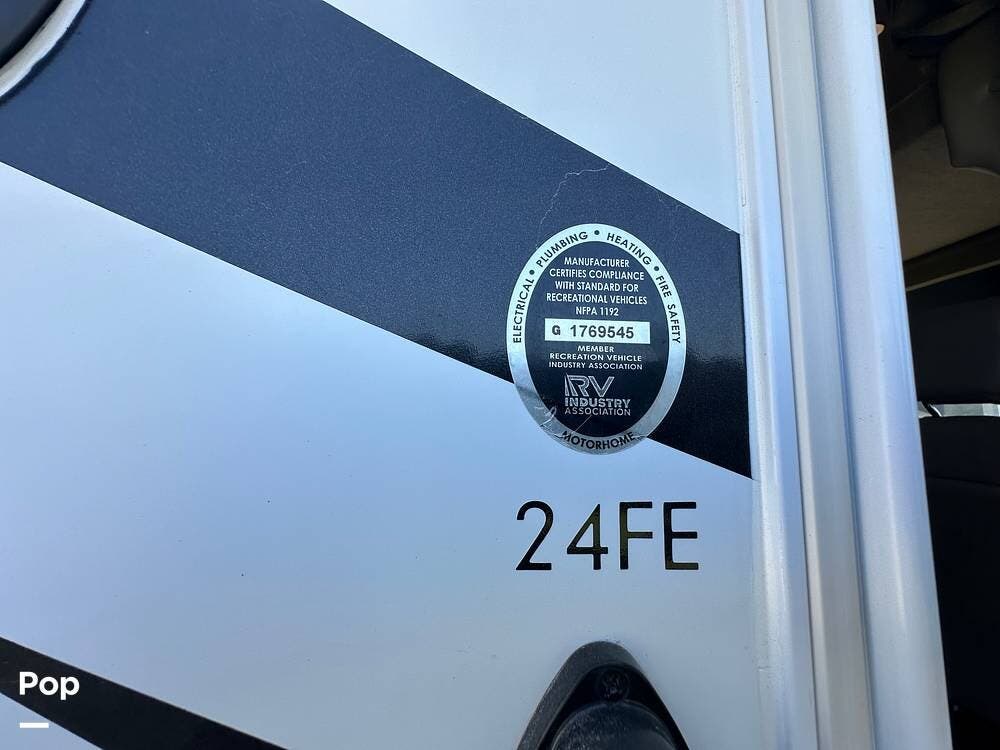 ELECTRICAL • PLUMBING • HEATING • FIRE SAFETY
MANUFACTURER
CERTIFIES COMPLIANCE
WITH STANDARD FOR
RECREATIONAL VEHICLES
NFPA 1192
G 1769545
MEMBER
RECREATION VEHICLE
INDUSTRY ASSOCIATION
RV
INDUSTRY
ASSOCIATION
MOTORHOME
24FE
Pop